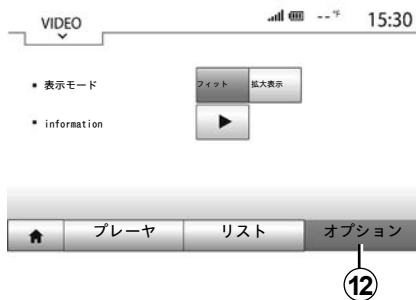 VIDEO --°F 15:30
表示モード フィット 拡大表示
information
プレーヤ リスト オプション
12